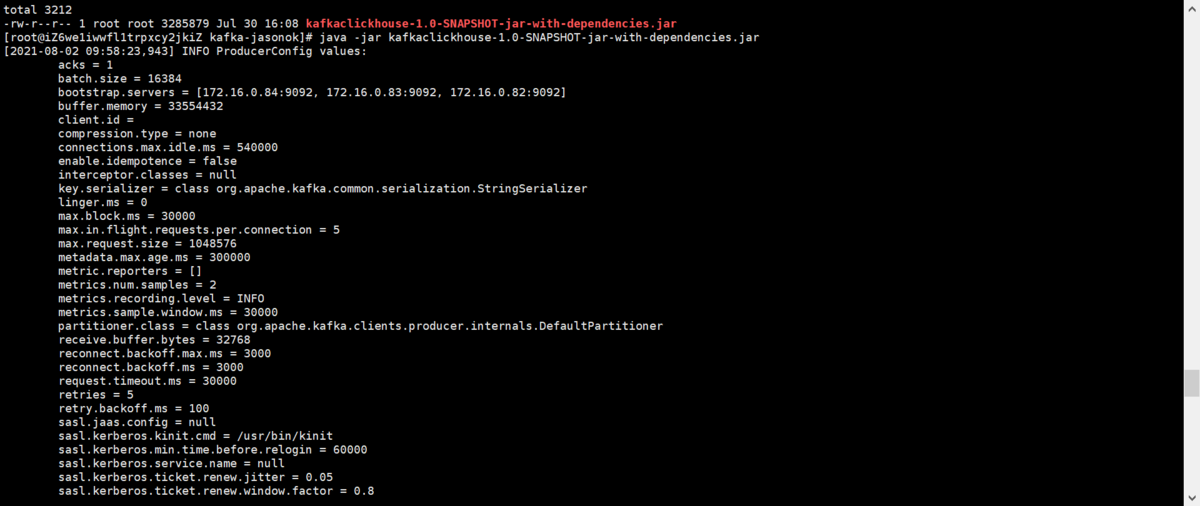 total 3212
-rw-r--r-- 1 root root 3285879 Jul 30 16:08 kafkaclickhouse-1.0-SNAPSHOT-jar-with-dependencies.jar
[root@iZ6we1iwwfl1trpxcy2jkiZ kafka-jasonok]# java -jar kafkaclickhouse-1.0-SNAPSHOT-jar-with-dependencies.jar
[2021-08-02 09:58:23,943] INFO ProducerConfig values:
acks = 1
batch.size = 16384
bootstrap.servers = [172.16.0.84:9092, 172.16.0.83:9092, 172.16.0.82:9092]
buffer.memory = 33554432
client.id =
compression.type = none
connections.max.idle.ms = 540000
enable.idempotence = false
interceptor.classes = null
key.serializer = class org.apache.kafka.common.serialization.StringSerializer
linger.ms = 0
max.block.ms = 30000
max.in.flight.requests.per.connection = 5
max.request.size = 1048576
metadata.max.age.ms = 300000
metric.reporters = []
metrics.num.samples = 2
metrics.recording.level = INFO
metrics.sample.window.ms = 30000
partitioner.class = class org.apache.kafka.clients.producer.internals.DefaultPartitioner
receive.buffer.bytes = 32768
reconnect.backoff.max.ms = 3000
reconnect.backoff.ms = 3000
request.timeout.ms = 30000
retries = 5
retry.backoff.ms = 100
sasl.jaas.config = null
sasl.kerberos.kinit.cmd = /usr/bin/kinit
sasl.kerberos.min.time.before.relogin = 60000
sasl.kerberos.service.name = null
sasl.kerberos.ticket.renew.jitter = 0.05
sasl.kerberos.ticket.renew.window.factor = 0.8